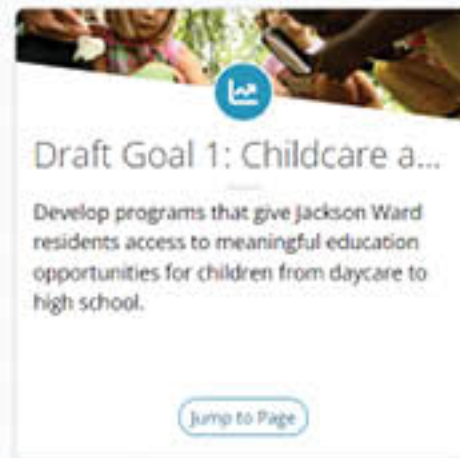 Draft Goal 1: Childcare a...
Develop programs that give Jackson Ward
residents access to meaningful education
opportunities for children from daycare to
high school.
Jump to Page